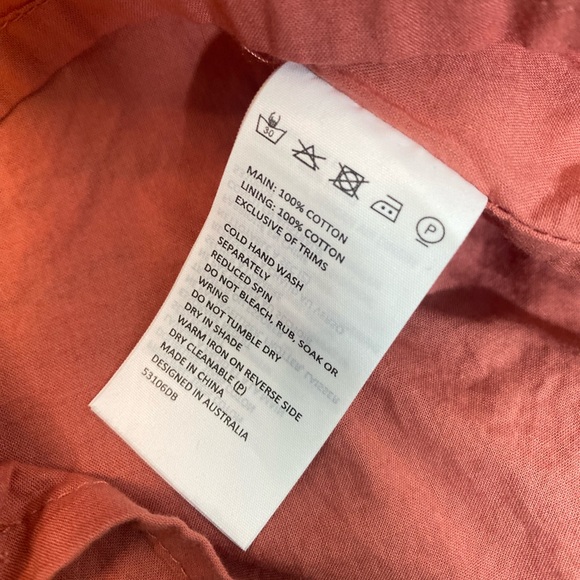 30
P
MAIN: 100% COTTON
LINING: 100% COTTON
EXCLUSIVE OF TRIMS
COLD HAND WASH
SEPARATELY
REDUCED SPIN
DO NOT BLEACH, RUB, SOAK OR
WRING
DO NOT TUMBLE DRY
DRY IN SHADE
WARM IRON ON REVERSE SIDE
DRY CLEANABLE Ⓟ
MADE IN CHINA
53106DB
DESIGNED IN AUSTRALIA